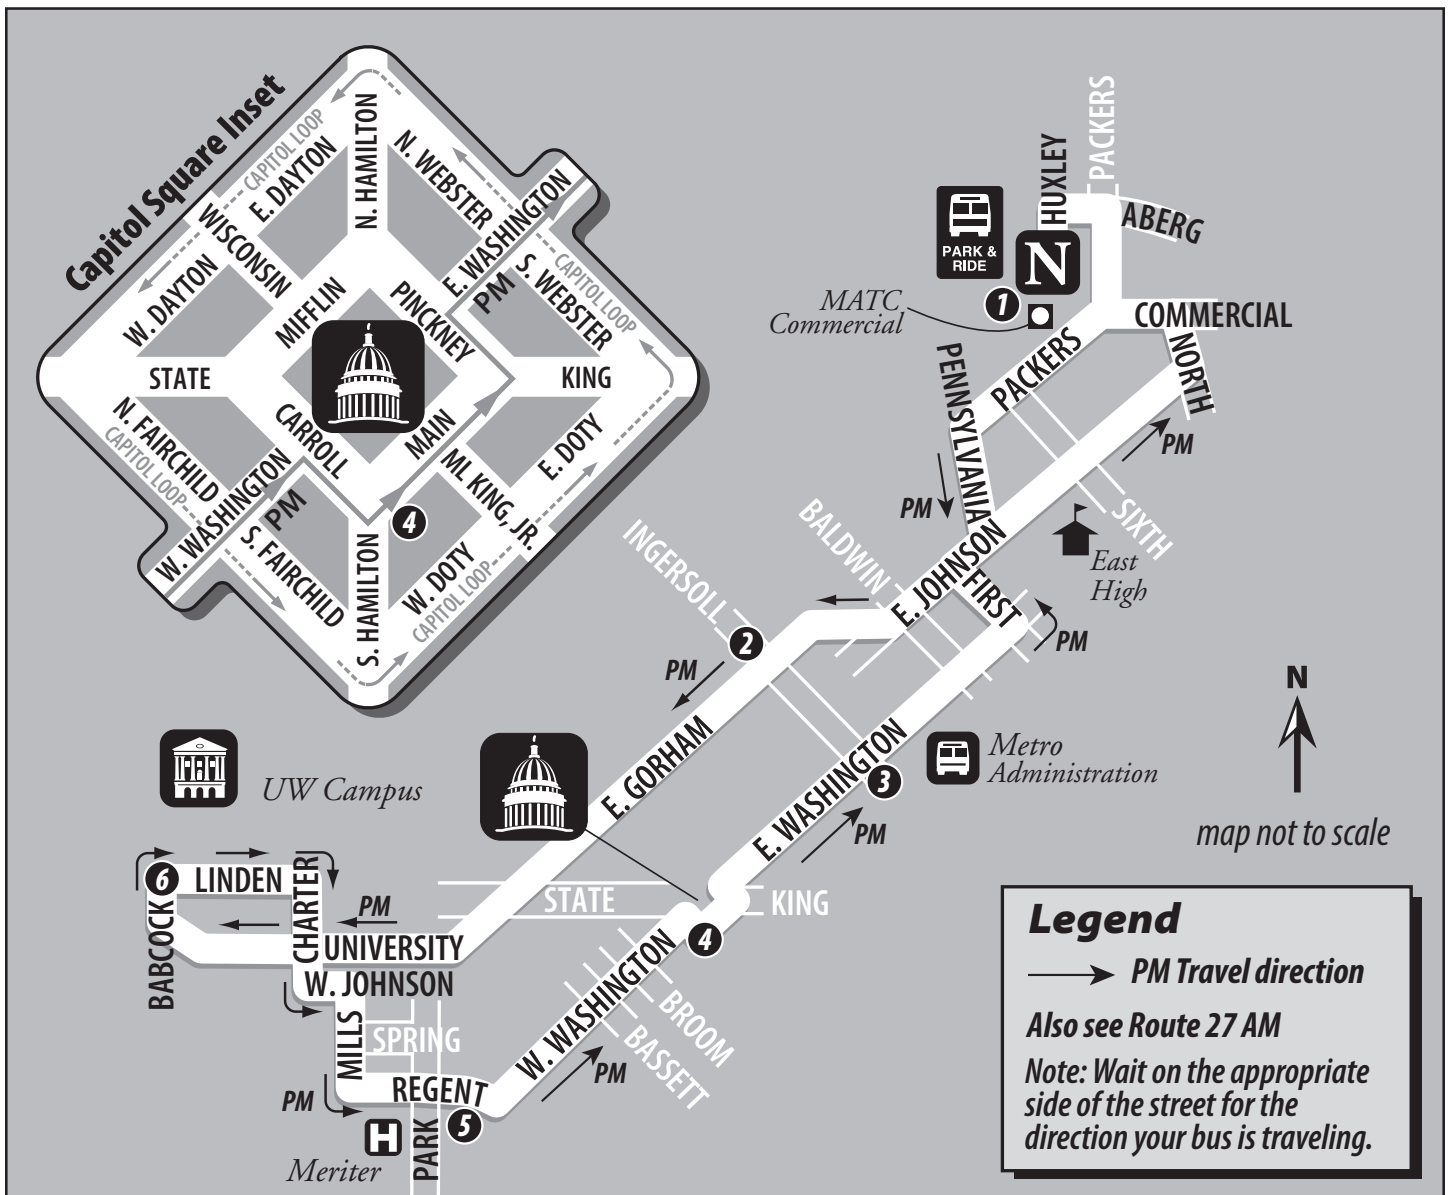 Capitol Square Inset
CAPITOL LOOP
E. DAYTON
N. HAMILTON
N. WEBSTER
E. WASHINGTON
PM
WISCONSIN
W. DAYTON
MIFFLIN
PINCKNEY
S. WEBSTER
CAPITOL LOOP
STATE
KING
N. FAIRCHILD
CAPITOL LOOP
CARROLL
MAIN
E. DOTY
ML KING, JR.
W. WASHINGTON
PM
S. FAIRCHILD
4
S. HAMILTON
W. DOTY
CAPITOL LOOP
PACKERS
HUXLEY
ABERG
PARK &
RIDE
N
1
MATC
Commercial
COMMERCIAL
NORTH
PACKERS
PENNSYLVANIA
PM
PM
SIXTH
East
High
BALDWIN
INGERSOLL
E. JOHNSON
FIRST
PM
2
PM
E. GORHAM
E. WASHINGTON
3
PM
Metro
Administration
N
map not to scale
UW Campus
6
LINDEN
CHARTER
BABCOCK
PM
UNIVERSITY
W. JOHNSON
STATE
KING
4
W. WASHINGTON
BROOM
BASSETT
PM
MILLS
SPRING
REGENT
PM
5
H
PARK
Meriter
Legend
PM Travel direction
Also see Route 27 AM
Note: Wait on the appropriate
side of the street for the
direction your bus is traveling.